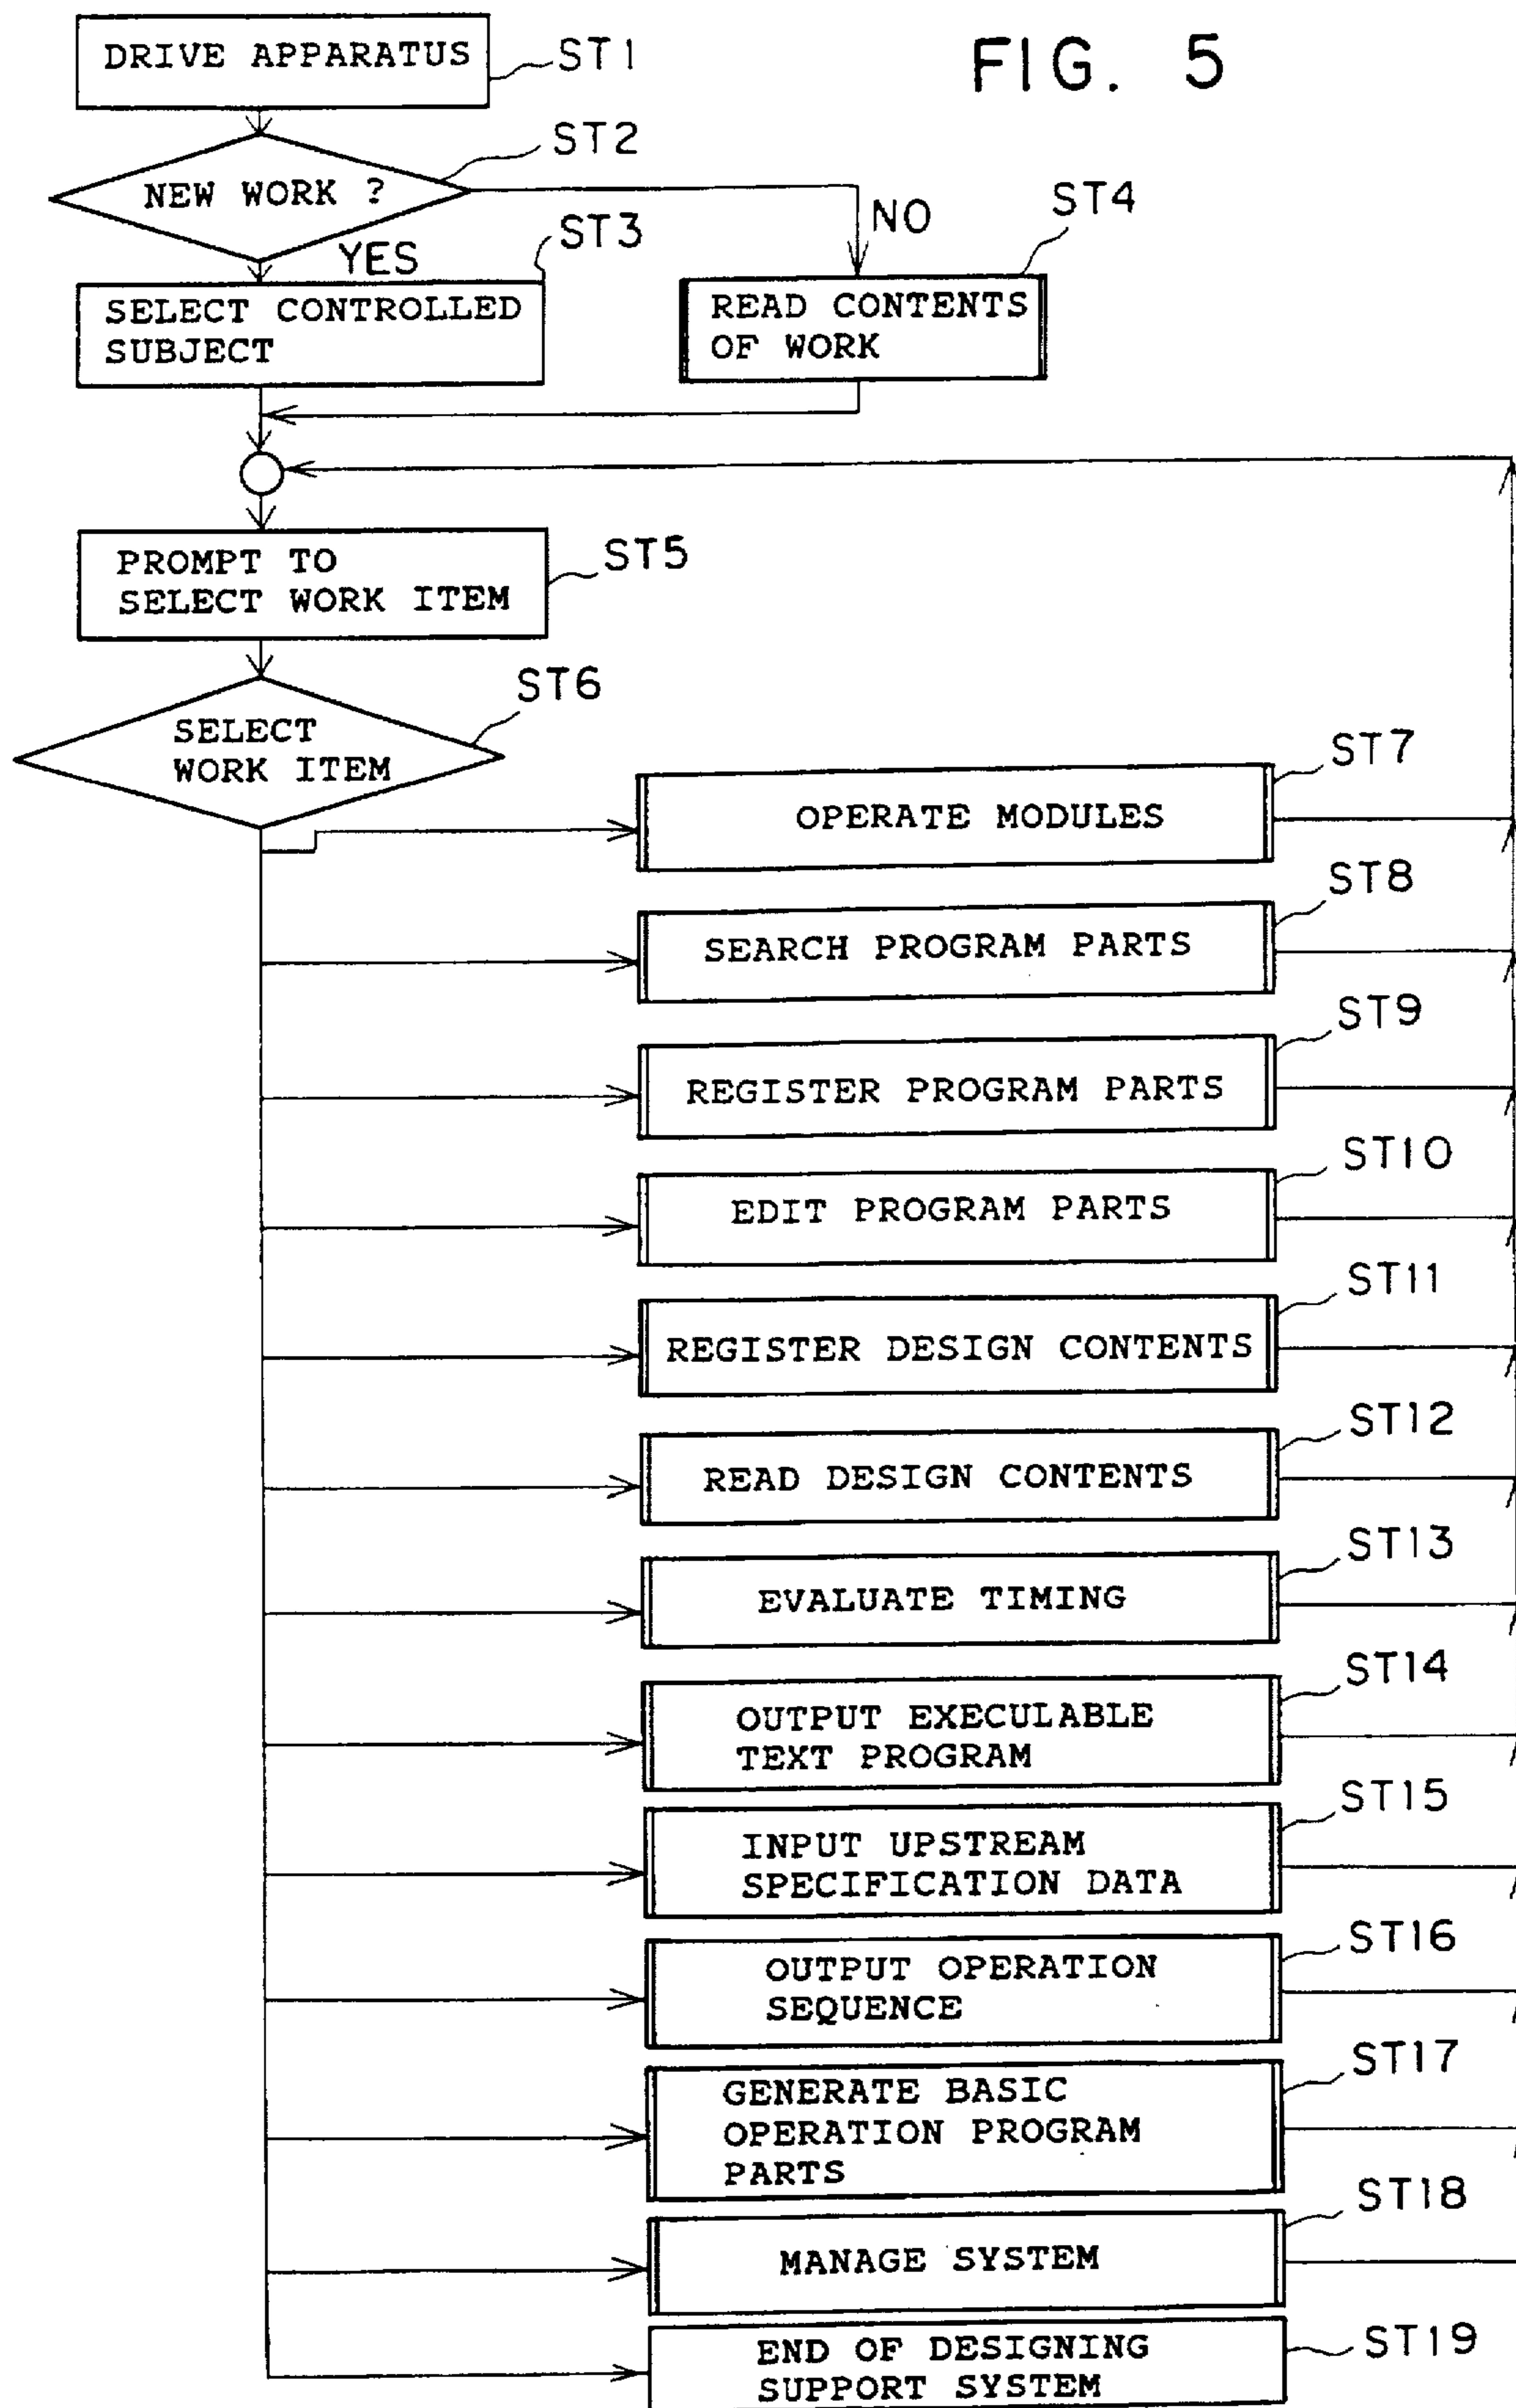 FIG. 5
DRIVE APPARATUS
ST1
NEW WORK ?
ST2
YES
NO
SELECT CONTROLLED
SUBJECT
ST3
READ CONTENTS
OF WORK
ST4
PROMPT TO
SELECT WORK ITEM
ST5
SELECT
WORK ITEM
ST6
OPERATE MODULES
ST7
SEARCH PROGRAM PARTS
ST8
REGISTER PROGRAM PARTS
ST9
EDIT PROGRAM PARTS
ST10
REGISTER DESIGN CONTENTS
ST11
READ DESIGN CONTENTS
ST12
EVALUATE TIMING
ST13
OUTPUT EXECULABLE
TEXT PROGRAM
ST14
INPUT UPSTREAM
SPECIFICATION DATA
ST15
OUTPUT OPERATION
SEQUENCE
ST16
GENERATE BASIC
OPERATION PROGRAM
PARTS
ST17
MANAGE SYSTEM
ST18
END OF DESIGNING
SUPPORT SYSTEM
ST19